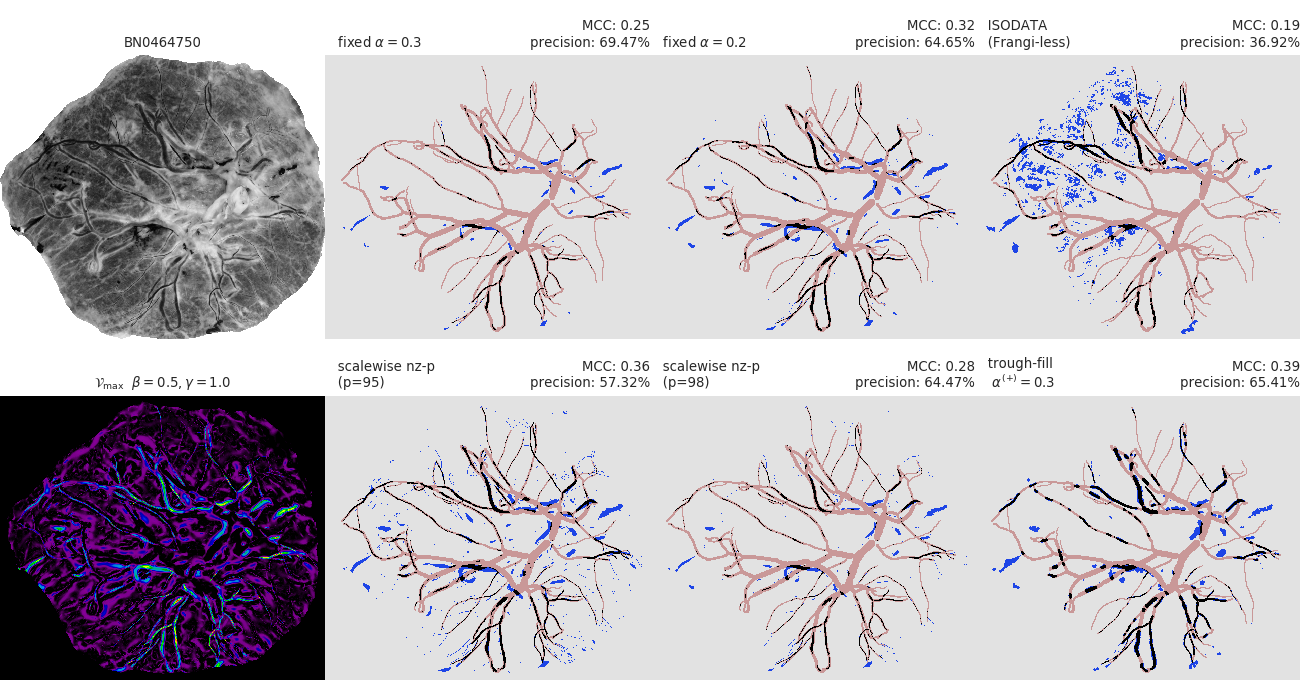 BN0464750
fixed α = 0.3
MCC: 0.25
precision: 69.47%
fixed α = 0.2
MCC: 0.32
precision: 64.65%
ISODATA
(Frangi-less)
MCC: 0.19
precision: 36.92%
𝒱max β = 0.5, γ = 1.0
scalewise nz-p
(p=95)
MCC: 0.36
precision: 57.32%
scalewise nz-p
(p=98)
MCC: 0.28
precision: 64.47%
trough-fill
α(+) = 0.3
MCC: 0.39
precision: 65.41%